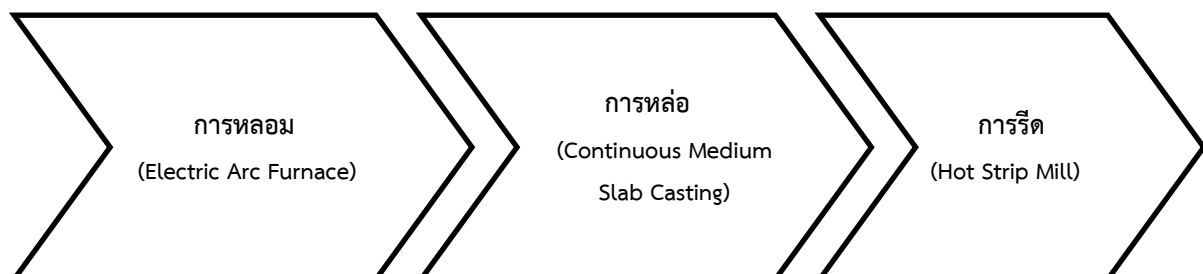 การหลอม
(Electric Arc Furnace)
การหล่อ
(Continuous Medium
Slab Casting)
การรีด
(Hot Strip Mill)